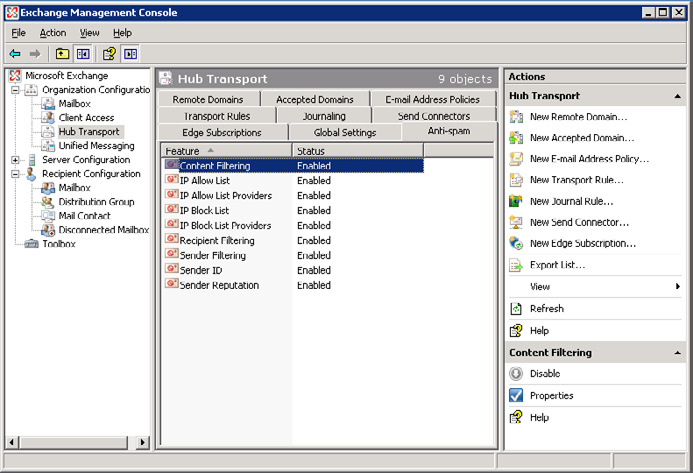 Exchange Management Console
File Action View Help
Microsoft Exchange
Organization Configuratio
Mailbox
Client Access
Hub Transport
Unified Messaging
Server Configuration
Recipient Configuration
Mailbox
Distribution Group
Mail Contact
Disconnected Mailbox
Toolbox
Hub Transport 9 objects
Remote Domains Accepted Domains E-mail Address Policies
Transport Rules Journaling Send Connectors
Edge Subscriptions Global Settings Anti-spam
Feature Status
Content Filtering Enabled
IP Allow List Enabled
IP Allow List Providers Enabled
IP Block List Enabled
IP Block List Providers Enabled
Recipient Filtering Enabled
Sender Filtering Enabled
Sender ID Enabled
Sender Reputation Enabled
Actions
Hub Transport
New Remote Domain...
New Accepted Domain...
New E-mail Address Policy...
New Transport Rule...
New Journal Rule...
New Send Connector...
New Edge Subscription...
Export List...
View
Refresh
Help
Content Filtering
Disable
Properties
Help